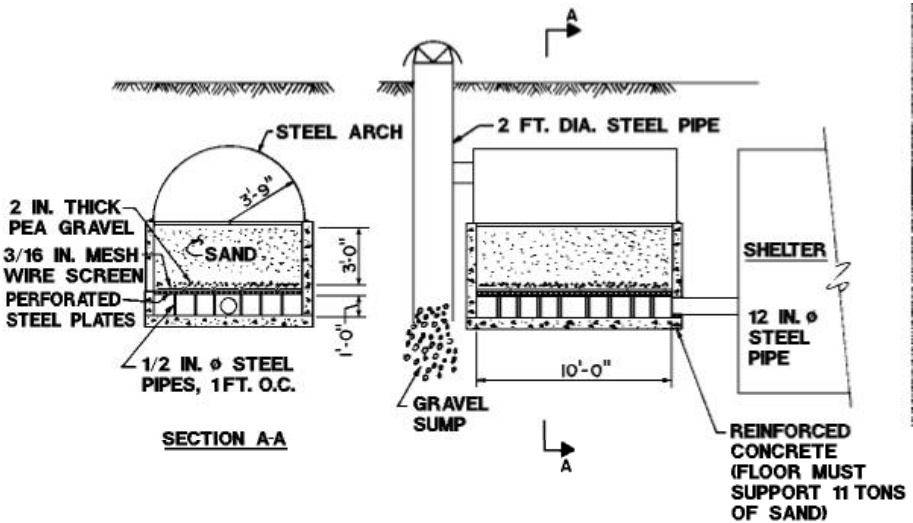 A
STEEL ARCH
2 FT. DIA. STEEL PIPE
3'-9"
2 IN. THICK
PEA GRAVEL
3/16 IN. MESH
WIRE SCREEN
PERFORATED
STEEL PLATES
SAND
3'-0"
1'-0"
1/2 IN. ø STEEL
PIPES, 1 FT. O.C.
SECTION A-A
GRAVEL
SUMP
10'-0"
A
SHELTER
12 IN. ø
STEEL
PIPE
REINFORCED
CONCRETE
(FLOOR MUST
SUPPORT 11 TONS
OF SAND)